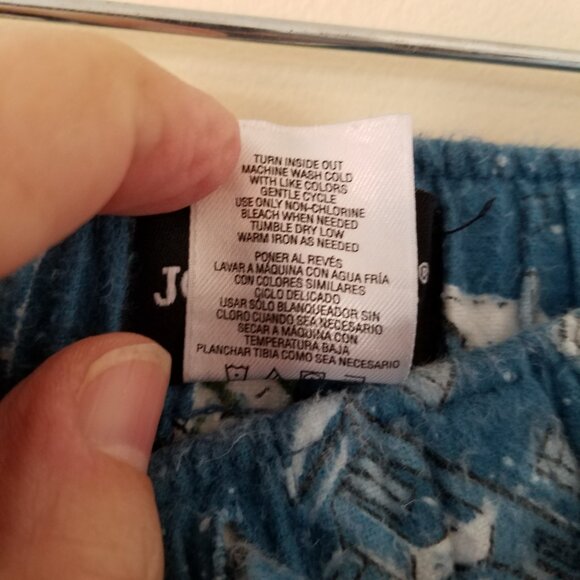 TURN INSIDE OUT
MACHINE WASH COLD
WITH LIKE COLORS
GENTLE CYCLE
USE ONLY NON-CHLORINE
BLEACH WHEN NEEDED
TUMBLE DRY LOW
WARM IRON AS NEEDED
PONER AL REVÉS
LAVAR A MÁQUINA CON AGUA FRÍA
CON COLORES SIMILARES
CICLO DELICADO
USAR SÓLO BLANQUEADOR SIN
CLORO CUANDO SEA NECESARIO
SECAR A MÁQUINA CON
TEMPERATURA BAJA
PLANCHAR TIBIA COMO SEA NECESARIO
®